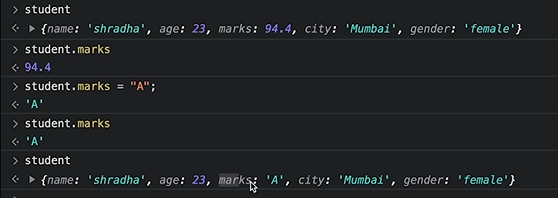 > student
<· ▶ {name: 'shradha', age: 23, marks: 94.4, city: 'Mumbai', gender: 'female'}
> student.marks
<· 94.4
> student.marks = "A";
<· 'A'
> student.marks
<· 'A'
> student
<· ▶ {name: 'shradha', age: 23, marks: 'A', city: 'Mumbai', gender: 'female'}